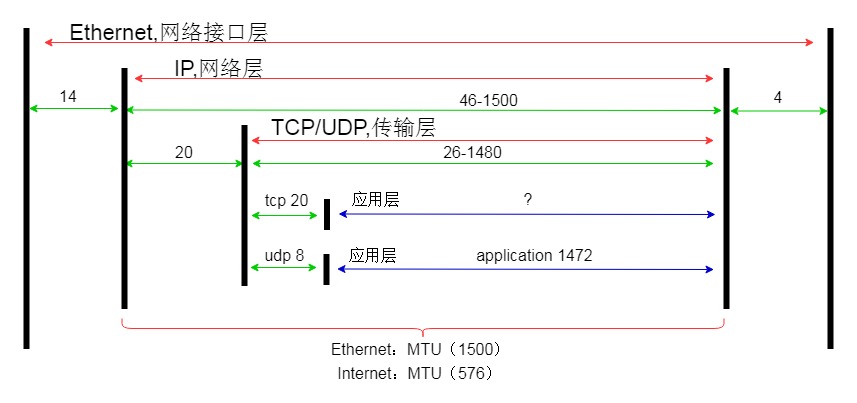 Ethernet,网络接口层
IP,网络层
14
46-1500
4
TCP/UDP,传输层
20
26-1480
tcp 20
应用层
?
udp 8
应用层
application 1472
Ethernet：MTU（1500）
Internet：MTU（576）